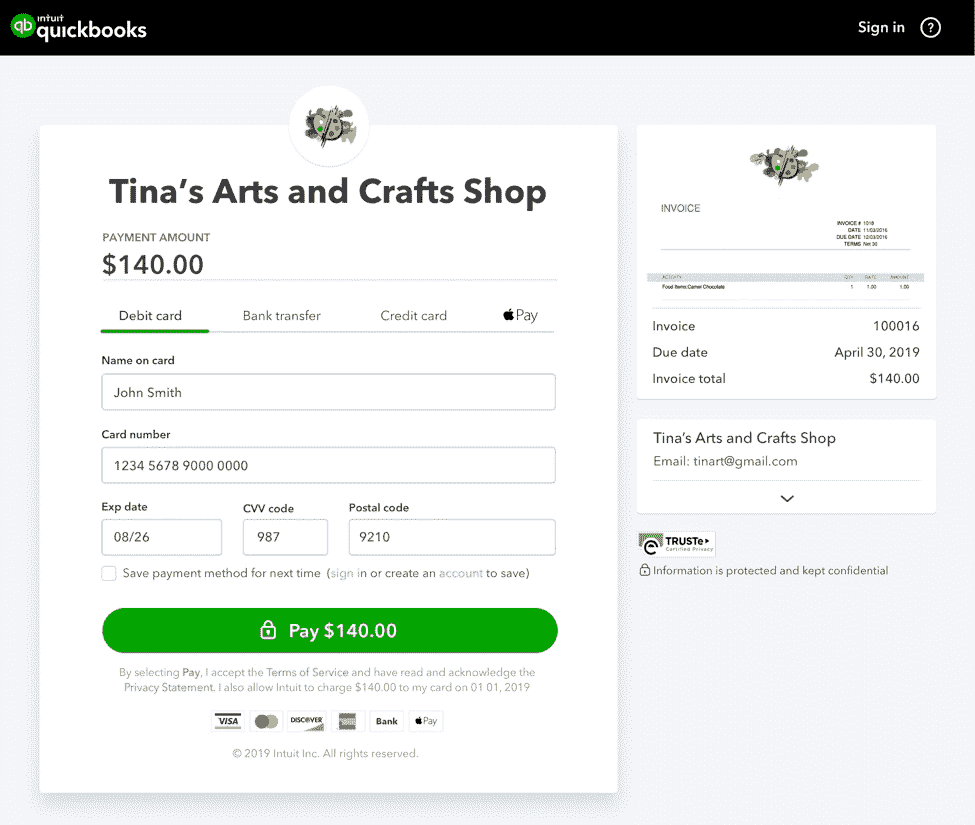 intuit
qb quickbooks
Sign in ?
Tina's Arts and Crafts Shop
PAYMENT AMOUNT
$140.00
Debit card Bank transfer Credit card Pay
Name on card
John Smith
Card number
1234 5678 9000 0000
Exp date CVV code Postal code
08/26 987 9210
Save payment method for next time (sign in or create an account to save)
Pay $140.00
By selecting Pay, I accept the Terms of Service and have read and acknowledge the
Privacy Statement. I also allow Intuit to charge $140.00 to my card on 01 01, 2019
VISA DISCOVER Bank Pay
© 2019 Intuit Inc. All rights reserved.
INVOICE
INVOICE # 1018
DATE 11/03/2016
DUE DATE 12/03/2016
TERMS Net 30
ACTIVITY QTY RATE AMOUNT
Food Items:Camel Chocolate 1 1.00 1.00
Invoice 100016
Due date April 30, 2019
Invoice total $140.00
Tina's Arts and Crafts Shop
Email: tinart@gmail.com
TRUSTe
Certified Privacy
Information is protected and kept confidential